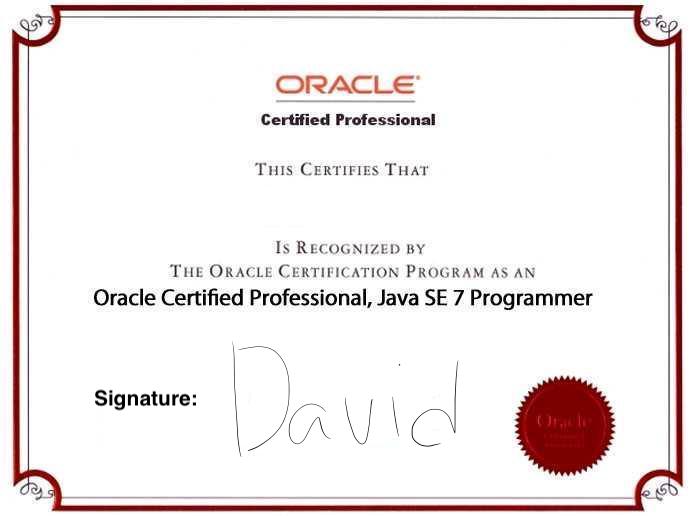 ORACLE®
Certified Professional
THIS CERTIFIES THAT
IS RECOGNIZED BY
THE ORACLE CERTIFICATION PROGRAM AS AN
Oracle Certified Professional, Java SE 7 Programmer
Signature: David
Oracle